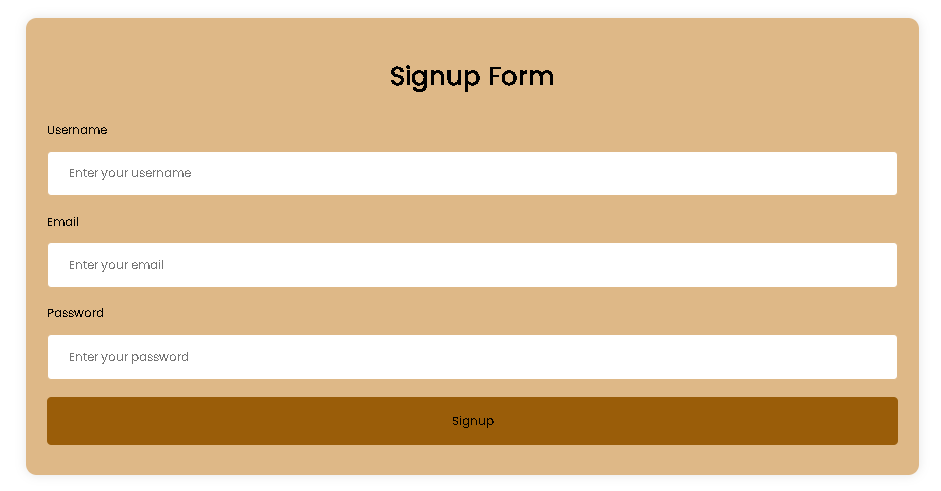 Signup Form
Username
Enter your username
Email
Enter your email
Password
Enter your password
Signup